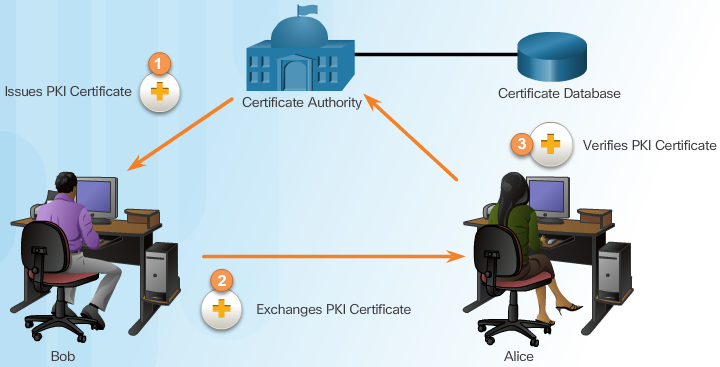 1
Issues PKI Certificate
Certificate Authority
Certificate Database
3
Verifies PKI Certificate
2
Exchanges PKI Certificate
Bob
Alice